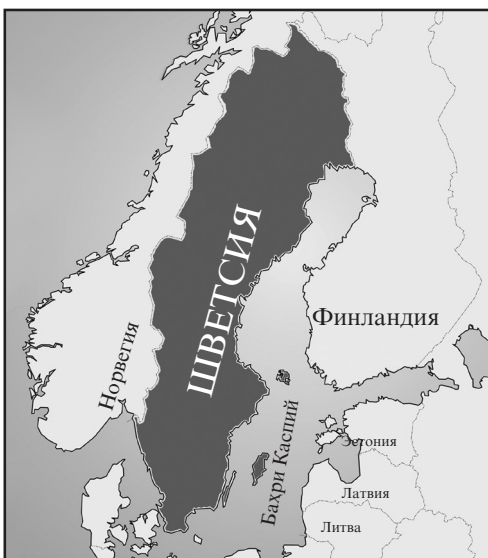 ШВЕТСИЯ
Норвегия
Финландия
Бахри Каспий
Эстония
Латвия
Литва